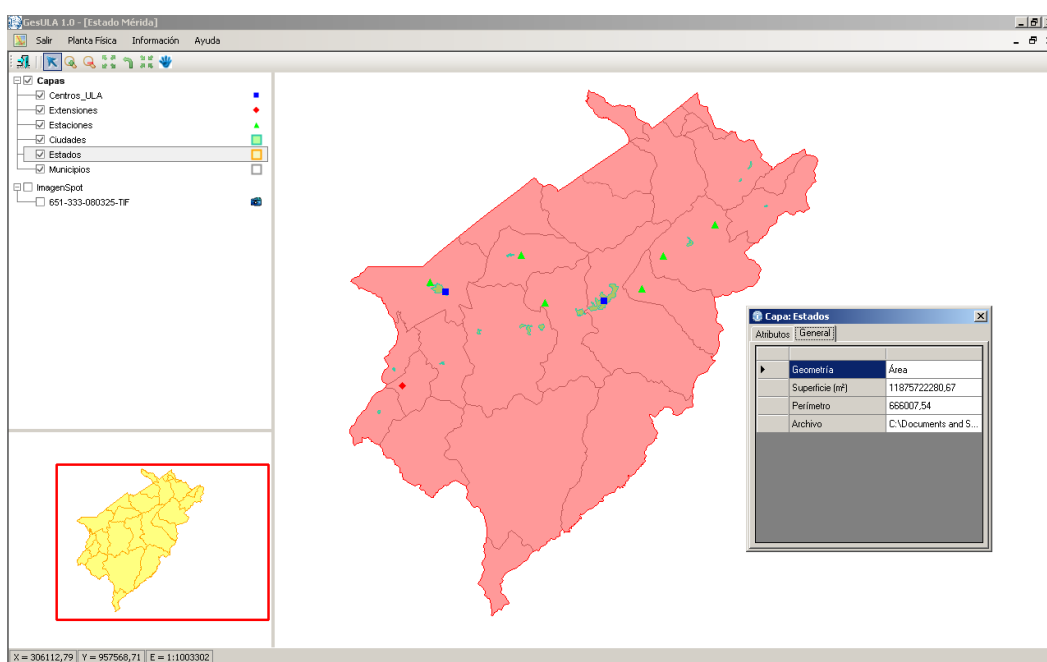 GesULA 1.0 - [Estado Mérida]
Salir Planta Física Información Ayuda
Capas
Centros_ULA
Extensiones
Estaciones
Ciudades
Estados
Municipios
ImagenSpot
651-333-080325-TIF
Capa: Estados
Atributos General
Geometría Área
Superficie (m²) 11875722280,67
Perímetro 666007,54
Archivo C:\Documents and S...
X = 306112,79 Y = 957568,71 E = 1:1003302